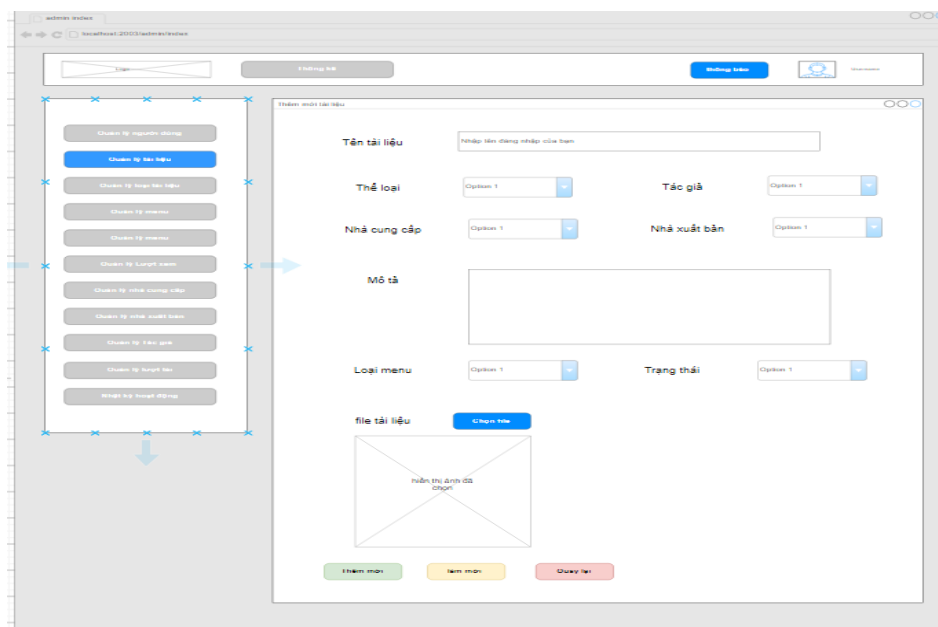 admin index
localhost:2003/admin/index
Logo
Thống kê
thông báo
Username
Quản lý người dùng
Quản lý tài liệu
Quản lý loại tài liệu
Quản lý menu
Quản lý menu
Quản lý Lượt xem
Quản lý nhà cung cấp
Quản lý nhà xuất bản
Quản lý Tác giả
Quản lý lượt tải
Nhật ký hoạt động
Thêm mới tài liệu
Tên tài liệu
Nhập tên đăng nhập của bạn
Thể loại
Option 1
Tác giả
Option 1
Nhà cung cấp
Option 1
Nhà xuất bản
Option 1
Mô tả
Loại menu
Option 1
Trạng thái
Option 1
file tài liệu
Chọn file
hiển thị ảnh đã
chọn
Thêm mới
làm mới
Quay lại